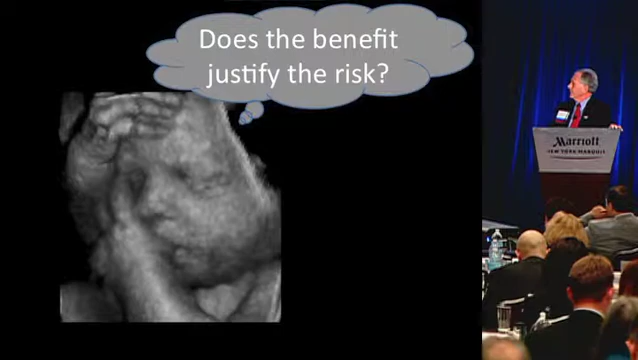 Does the benefit
justify the risk?
Marriott
NEW YORK MARQUIS